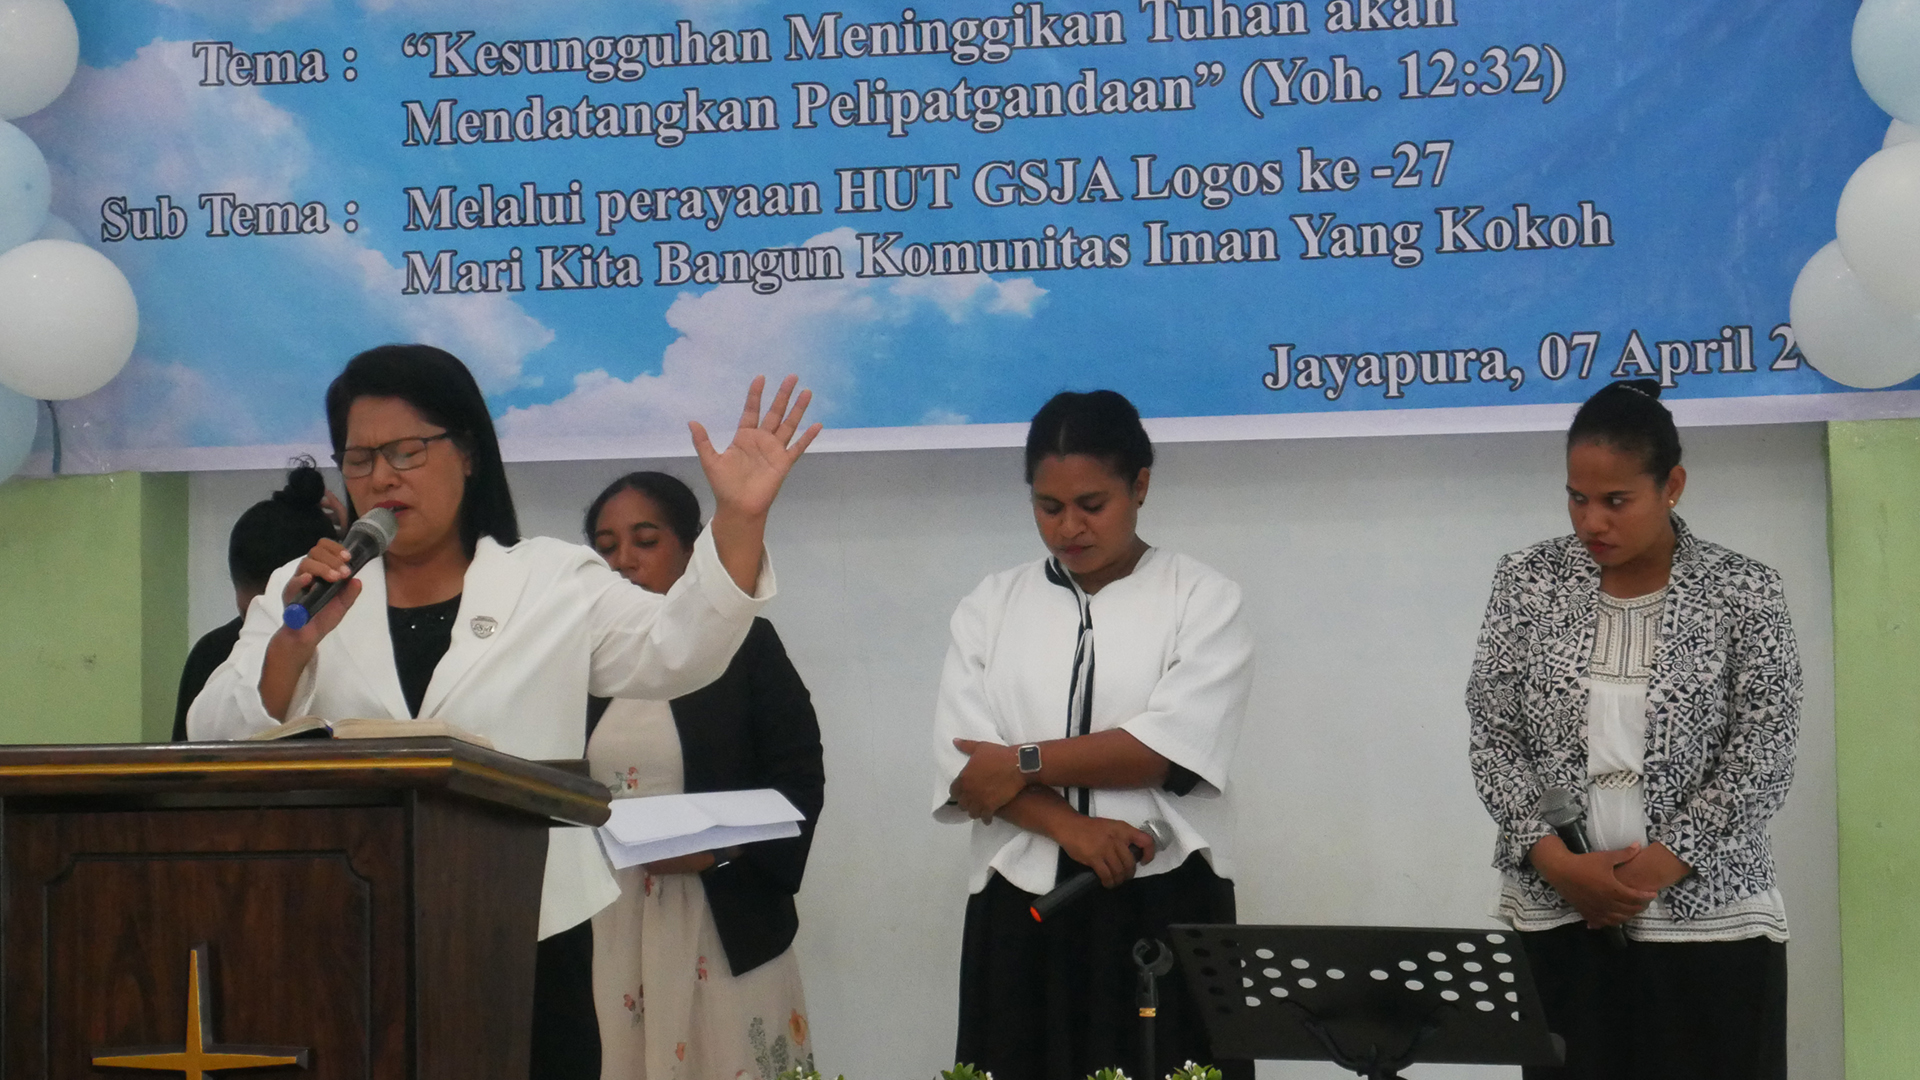 Tema : “Kesungguhan Meninggikan Tuhan akan
Mendatangkan Pelipatgandaan” (Yoh. 12:32)
Sub Tema : Melalui perayaan HUT GSJA Logos ke -27
Mari Kita Bangun Komunitas Iman Yang Kokoh
Jayapura, 07 April